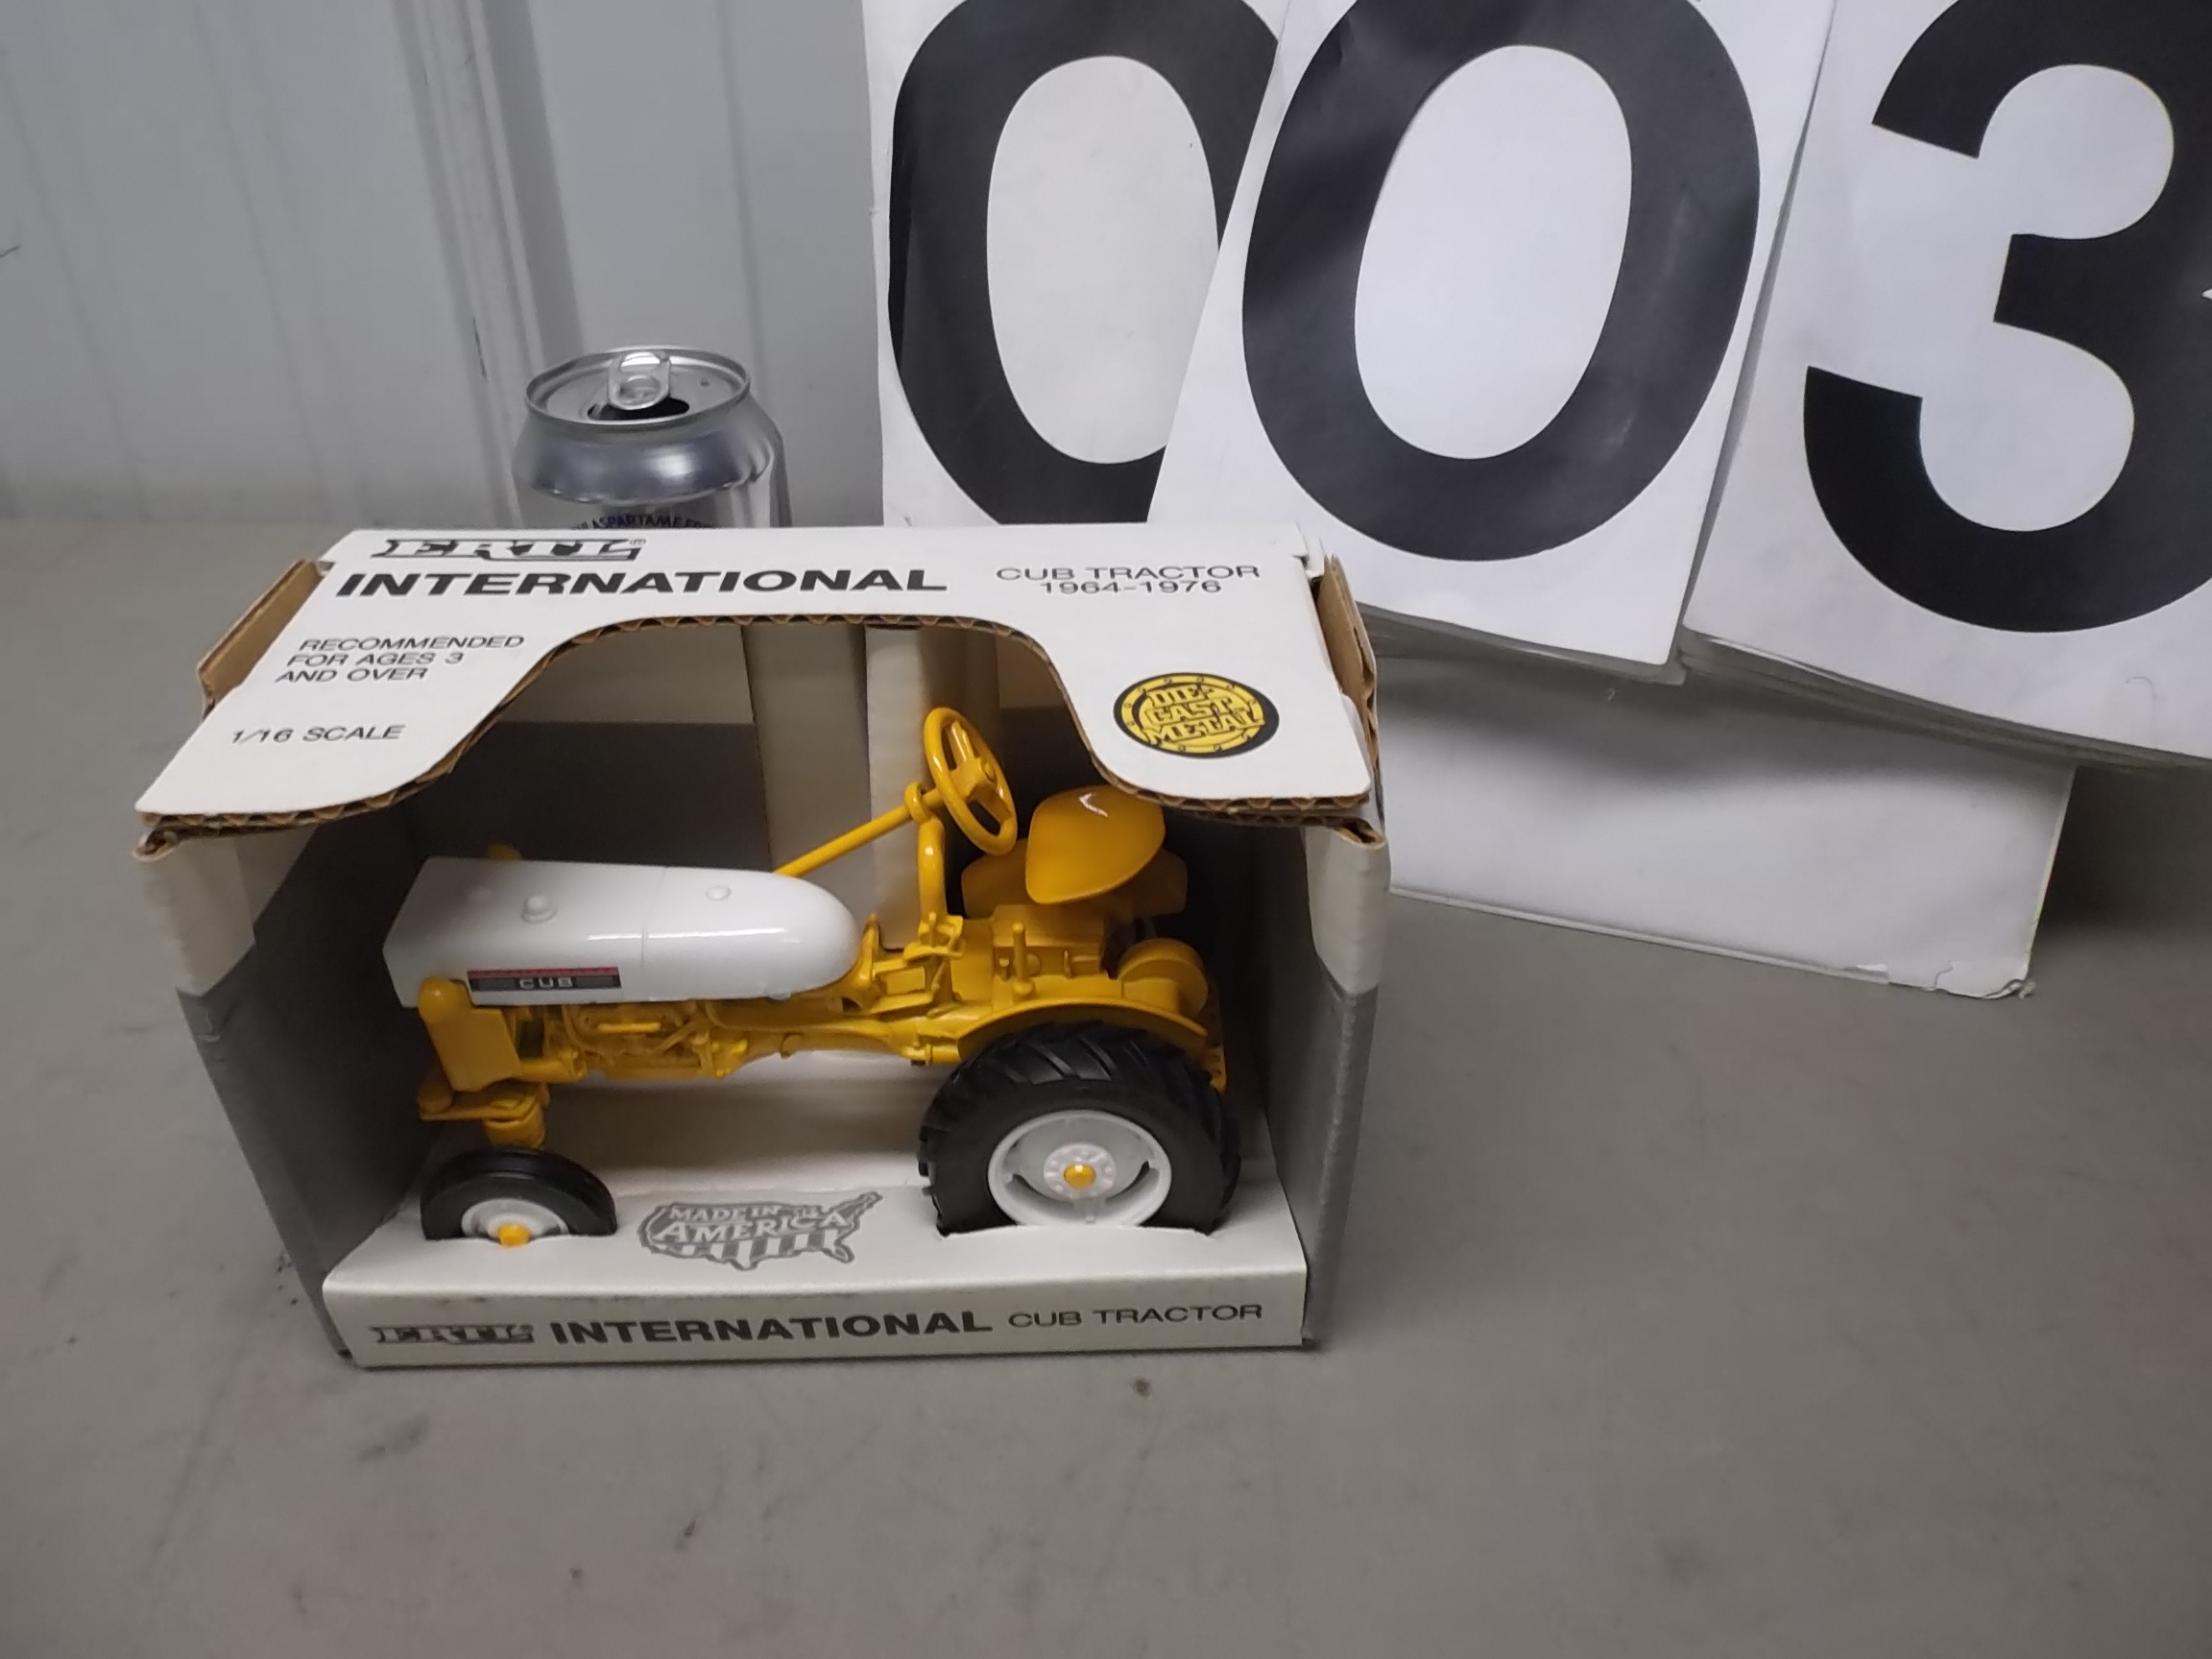 003
ASPARTAME
ERTL®
INTERNATIONAL
CUB TRACTOR
1964-1976
RECOMMENDED
FOR AGES 3
AND OVER
1/16 SCALE
DIE-
CAST
METAL
CUB
MADE IN
AMERICA
ERTL® INTERNATIONAL CUB TRACTOR